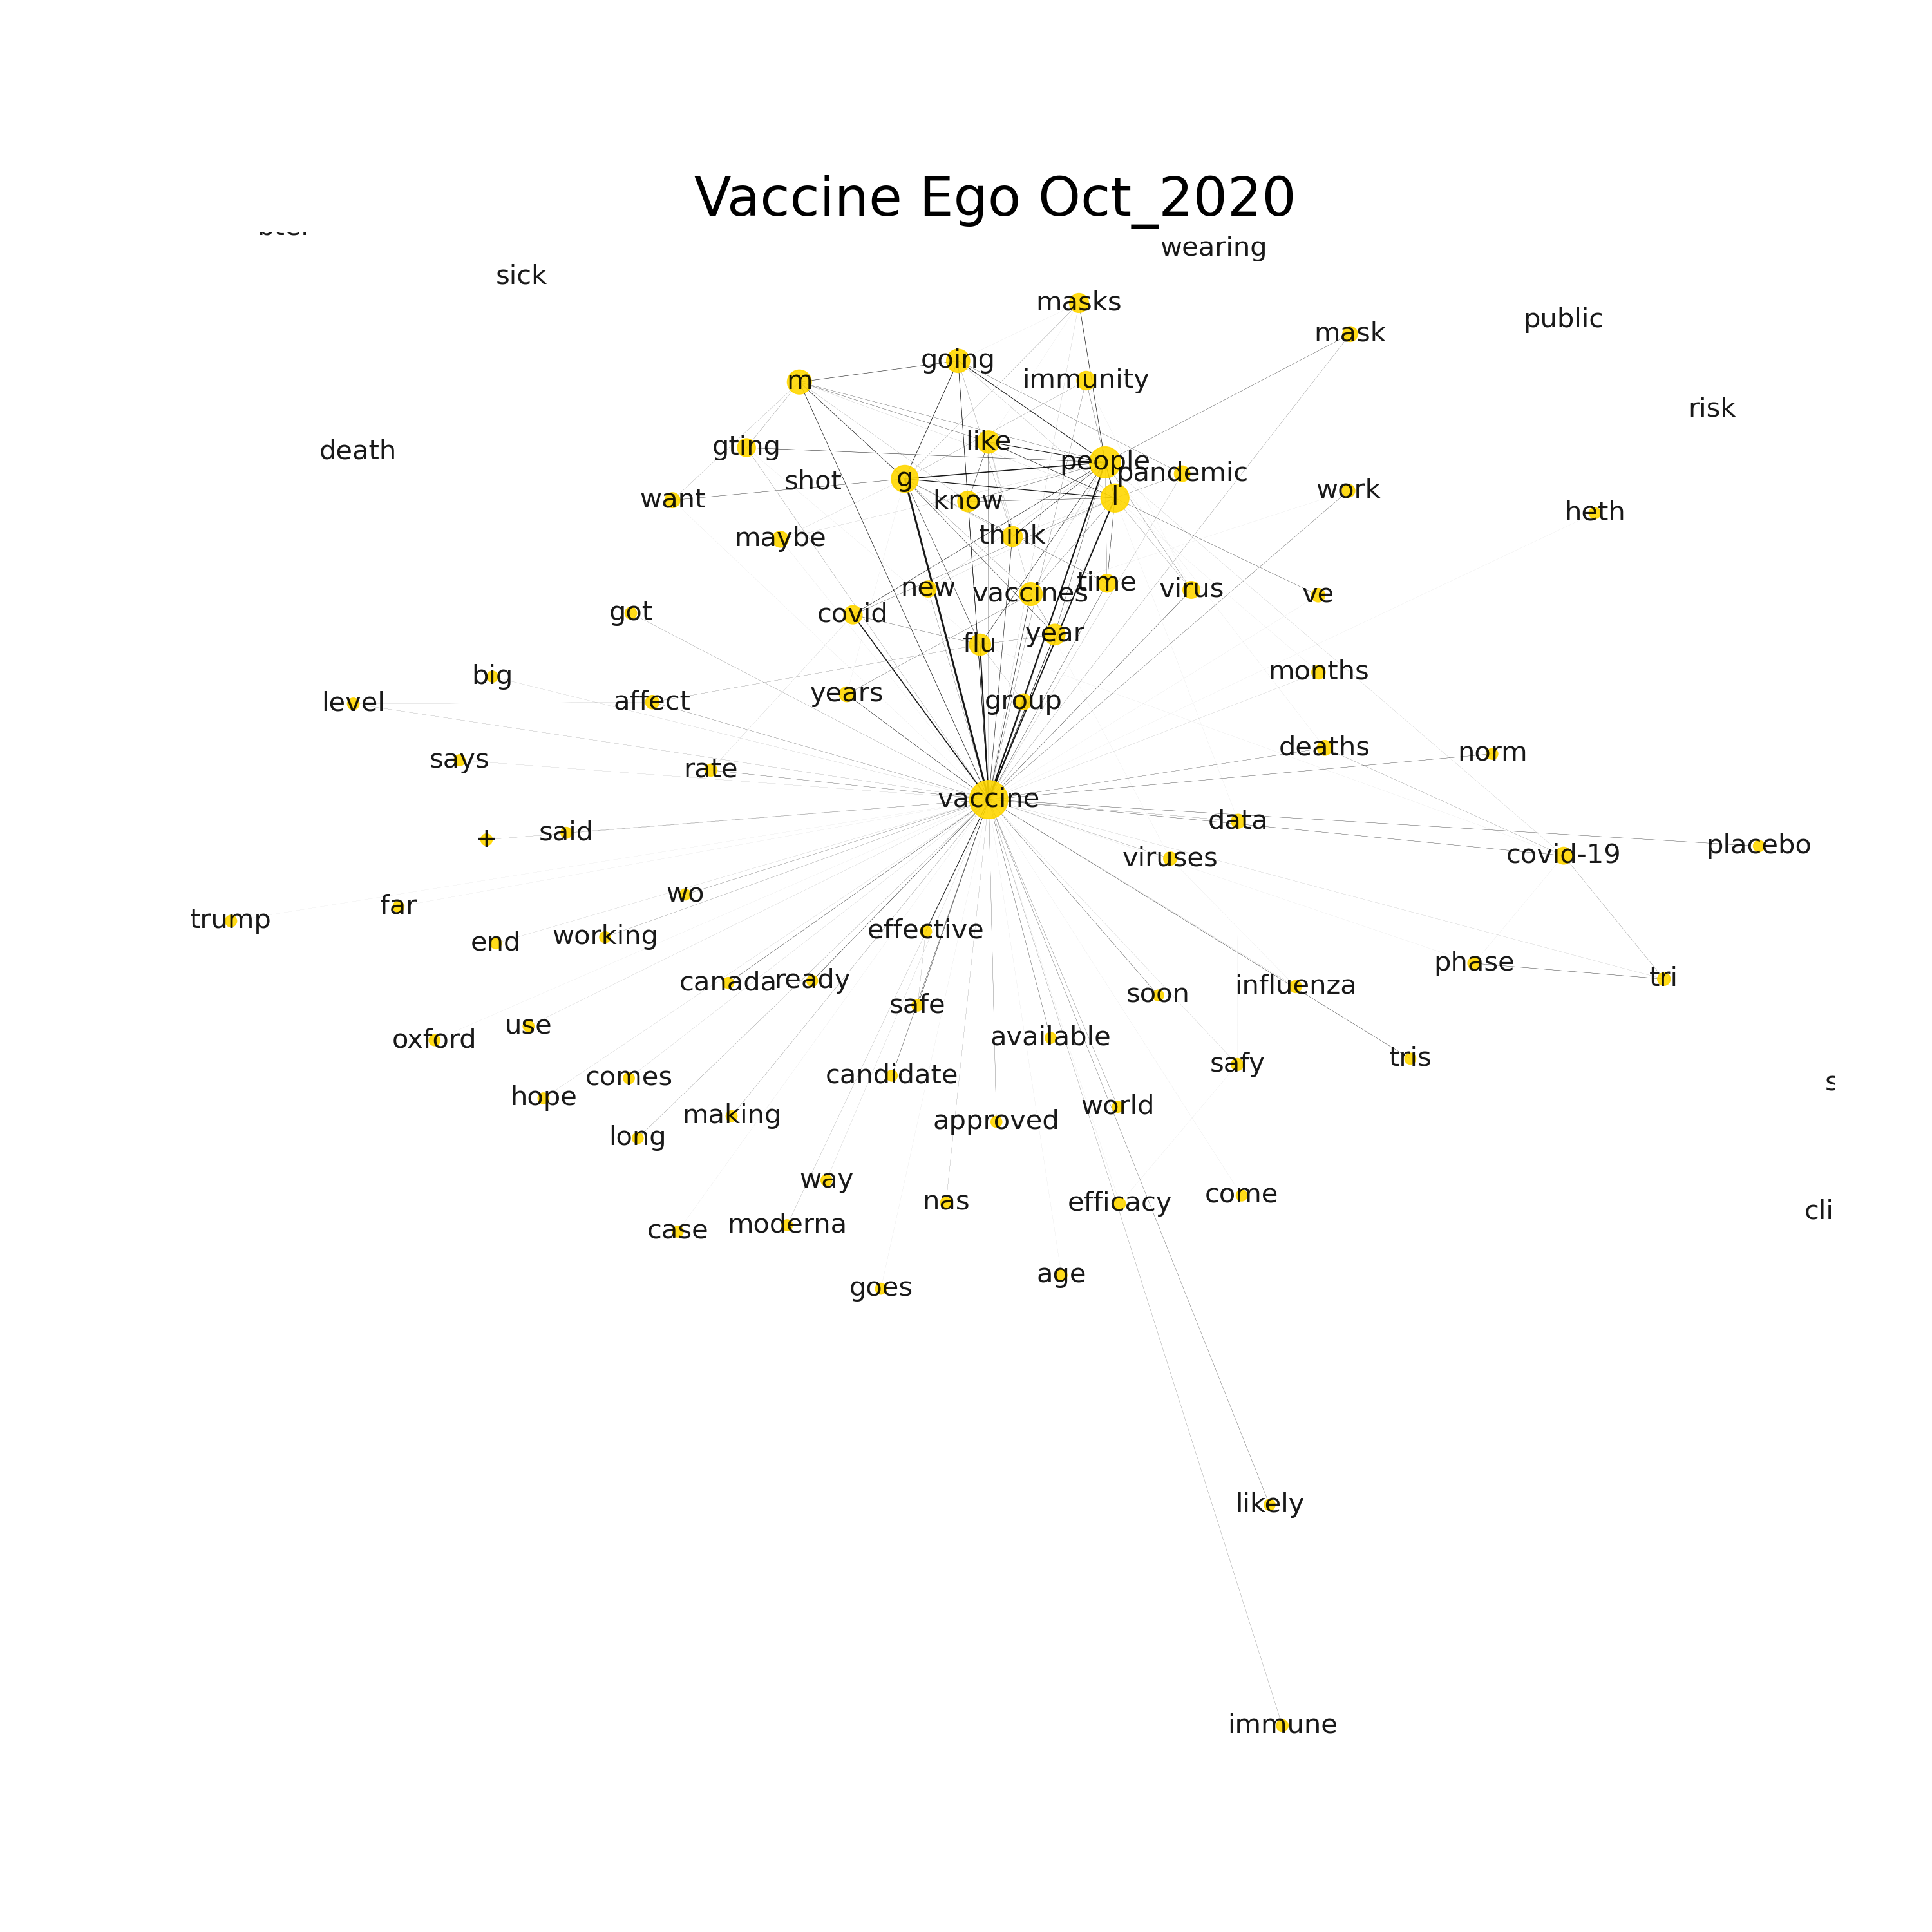 Vaccine Ego Oct_2020
wearing
sick
masks
public
mask
going
immunity
m
risk
like
gting
death
people
pandemic
g
shot
work
want
know
l
heth
think
maybe
time
new
virus
vaccines
ve
got
covid
year
flu
months
big
years
level
affect
group
deaths
norm
says
rate
vaccine
data
+
said
placebo
covid-19
viruses
wo
far
trump
effective
working
end
phase
tri
canada
ready
influenza
soon
safe
use
oxford
available
tris
safy
candidate
comes
s
hope
world
making
approved
long
way
come
nas
efficacy
cli
moderna
case
age
goes
likely
immune